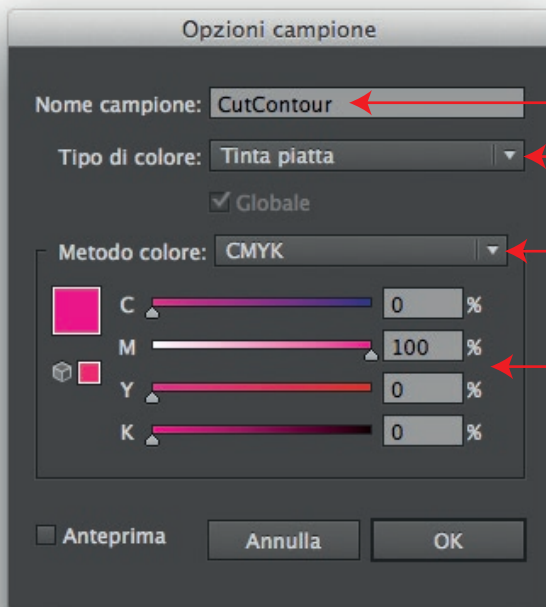 Opzioni campione
Nome campione: CutContour
Tipo di colore: Tinta piatta
Globale
Metodo colore: CMYK
C 0 %
M 100 %
Y 0 %
K 0 %
Anteprima Annulla OK